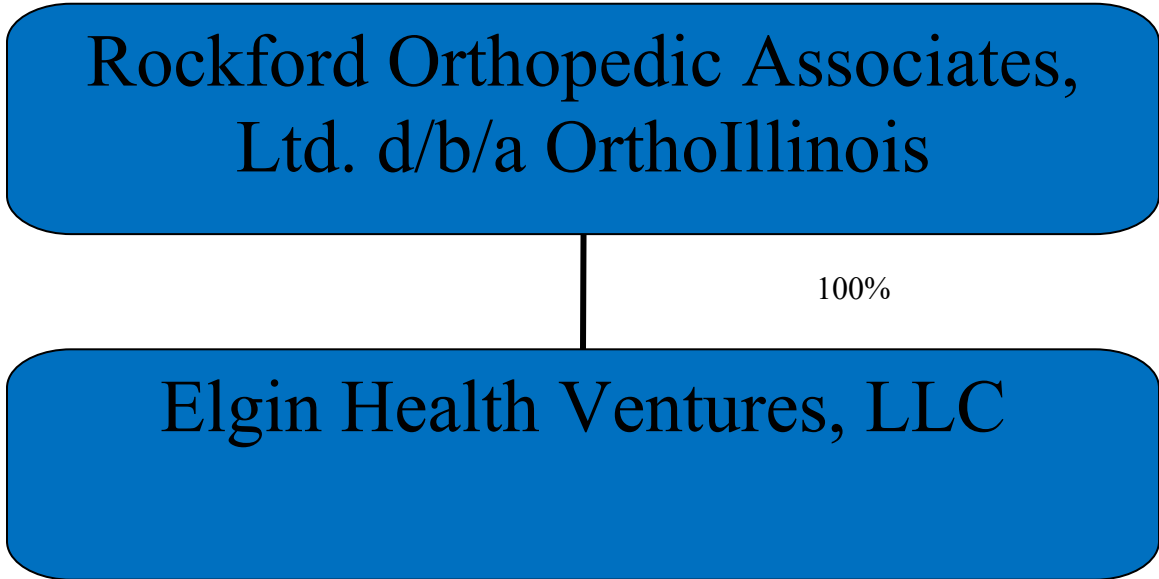 Rockford Orthopedic Associates,
Ltd. d/b/a OrthoIllinois
100%
Elgin Health Ventures, LLC